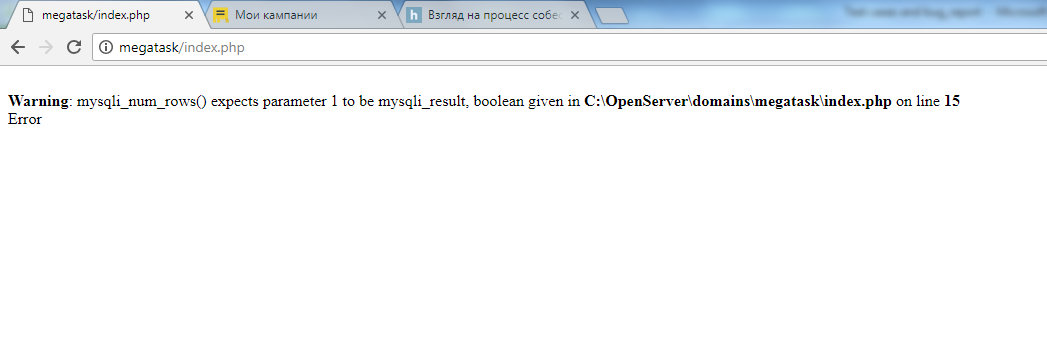 megatask/index.php
Мои кампании
Взгляд на процесс собес
megatask/index.php
Warning: mysqli_num_rows() expects parameter 1 to be mysqli_result, boolean given in C:\OpenServer\domains\megatask\index.php on line 15
Error